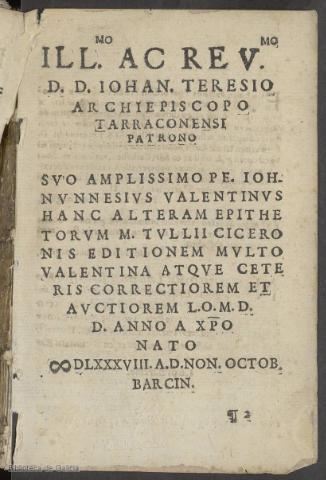 MO MO
ILL. AC REV.
D. D. IOHAN. TERESIO
ARCHIEPISCOPO
TARRACONENSI
PATRONO
SVO AMPLISSIMO PE. IOH.
NVNNESIVS VALENTINVS
HANC ALTERAM EPITHE
TORVM M. TVLLII CICERO
NIS EDITIONEM MVLTO
VALENTINA ATQVE CETE
RIS CORRECTIOREM ET
AVCTIOREM L.O.M.D.
D. ANNO A XP̄O
NATO
ↀDLXXXVIII. A.D. NON. OCTOB.
BARCIN.
¶ 2